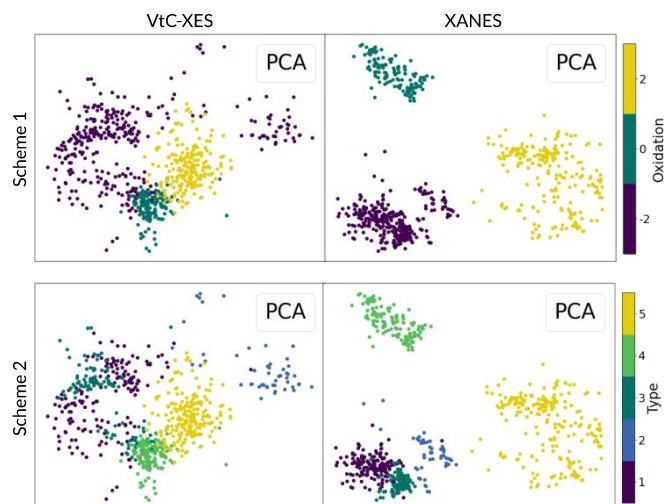 VtC-XES XANES
Scheme 1
PCA
PCA
2
0
-2
Oxidation
Scheme 2
PCA
PCA
5
4
3
2
1
Type